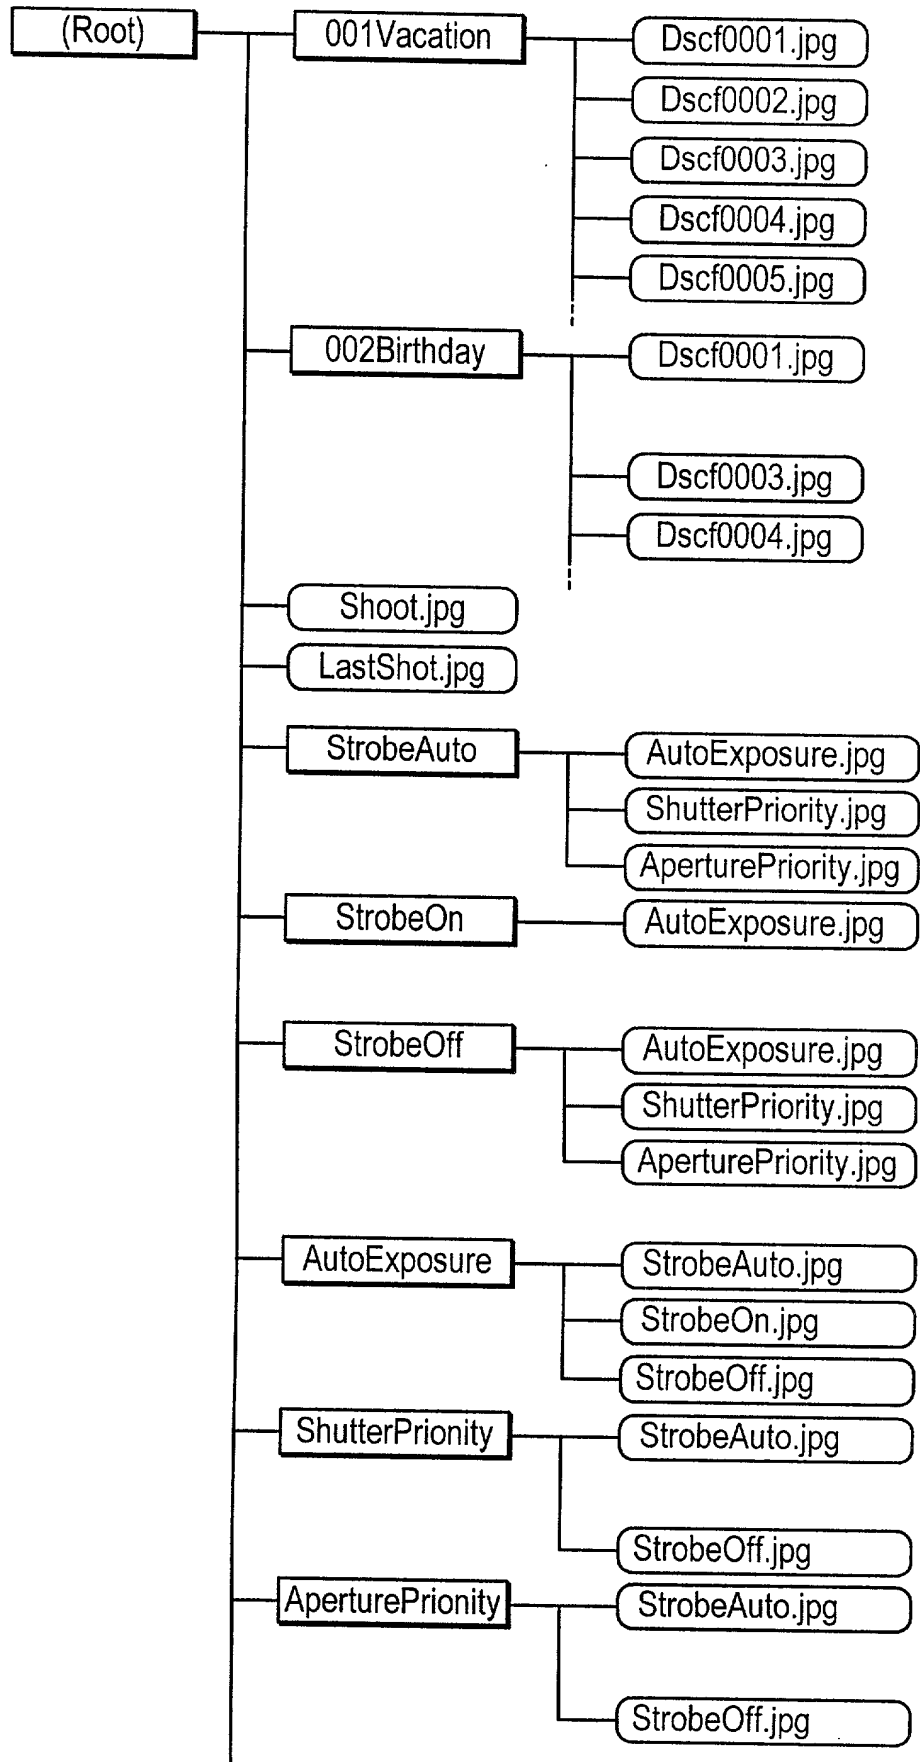 (Root)
001Vacation
Dscf0001.jpg
Dscf0002.jpg
Dscf0003.jpg
Dscf0004.jpg
Dscf0005.jpg
002Birthday
Dscf0001.jpg
Dscf0003.jpg
Dscf0004.jpg
Shoot.jpg
LastShot.jpg
StrobeAuto
AutoExposure.jpg
ShutterPriority.jpg
AperturePriority.jpg
StrobeOn
AutoExposure.jpg
StrobeOff
AutoExposure.jpg
ShutterPriority.jpg
AperturePriority.jpg
AutoExposure
StrobeAuto.jpg
StrobeOn.jpg
StrobeOff.jpg
ShutterPrionity
StrobeAuto.jpg
StrobeOff.jpg
AperturePrionity
StrobeAuto.jpg
StrobeOff.jpg